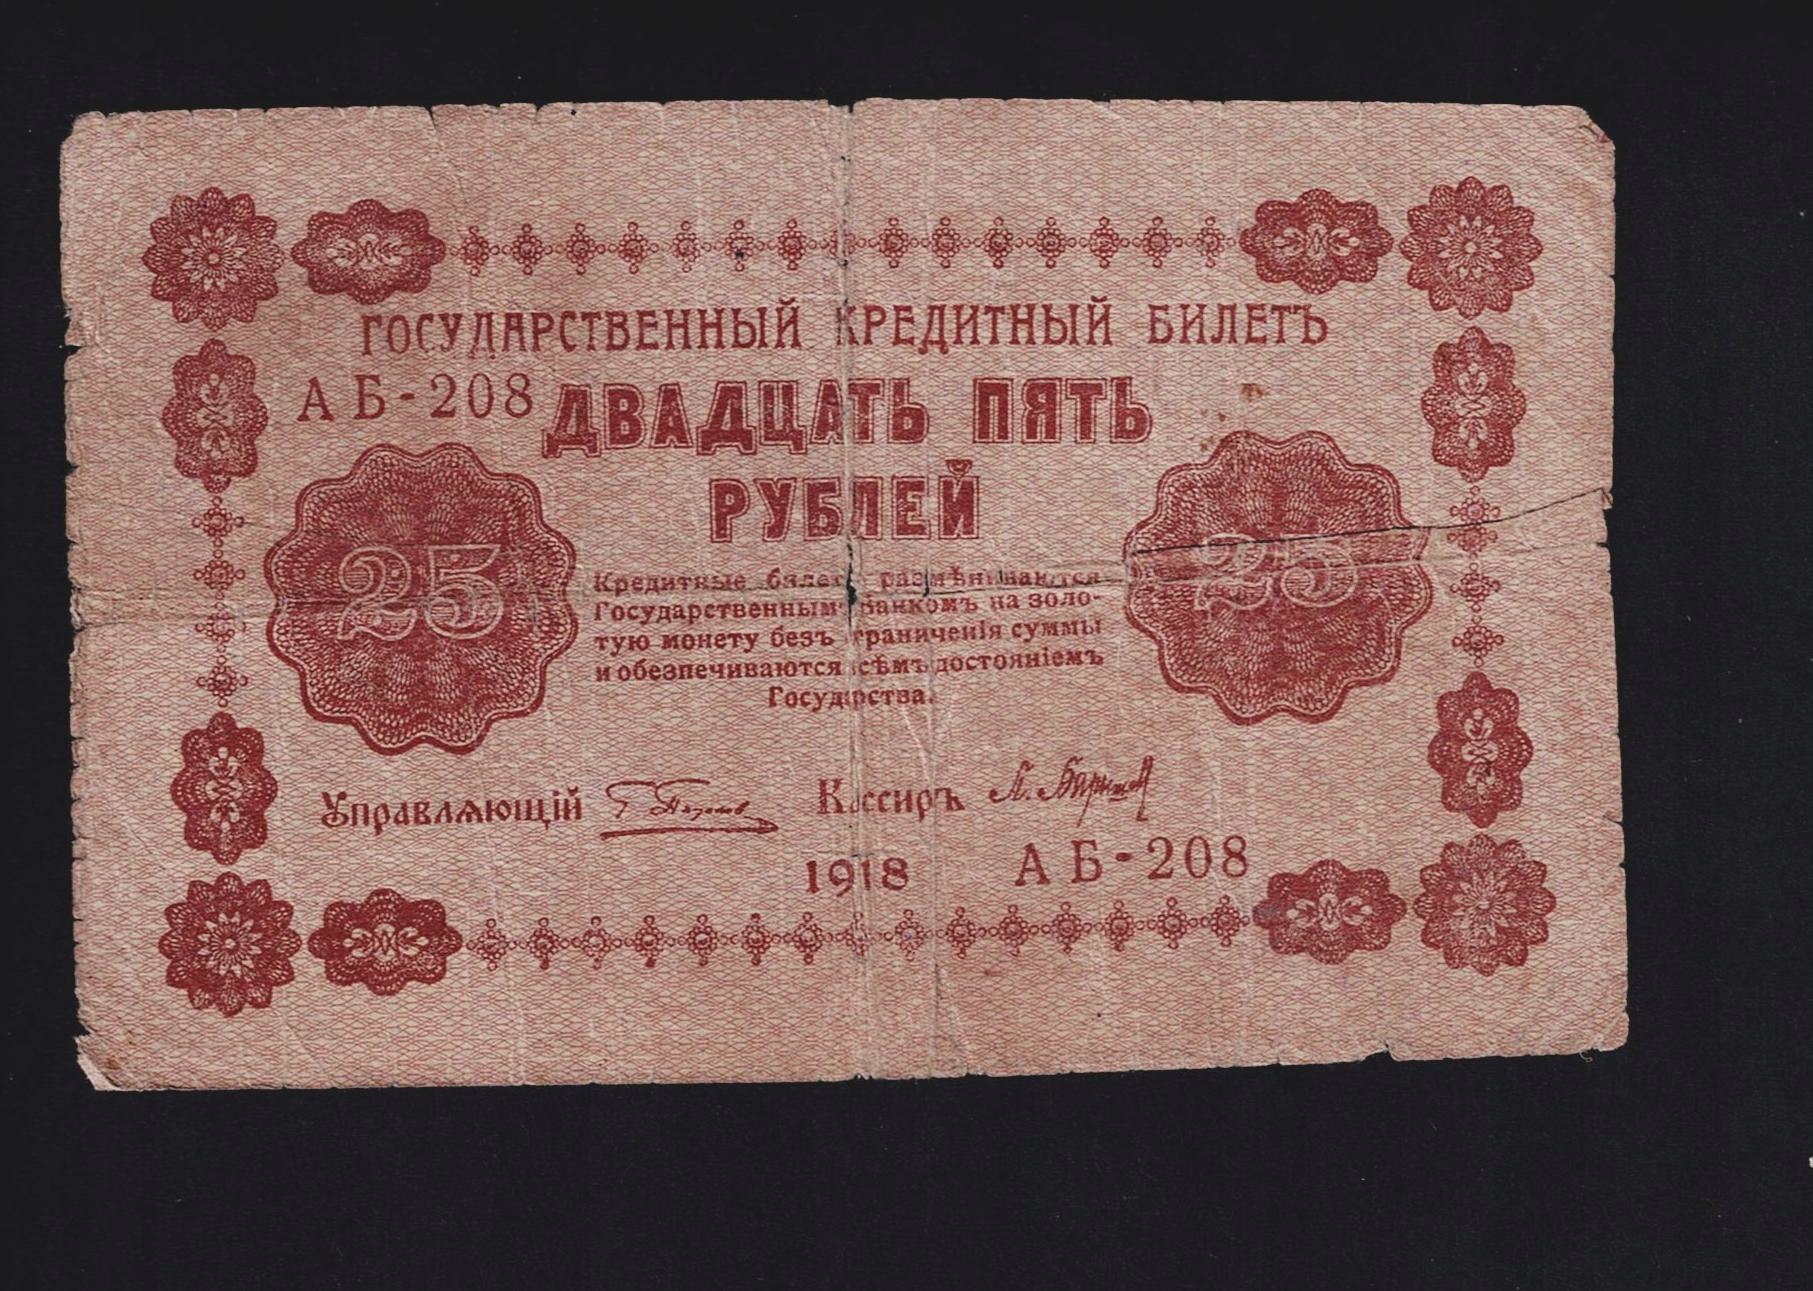 ГОСУДАРСТВЕННЫЙ КРЕДИТНЫЙ БИЛЕТЪ
АБ-208
ДВАДЦАТЬ ПЯТЬ
РУБЛЕЙ
25
25
Кредитные билеты размѣниваются
Государственнымъ Банкомъ на золо-
тую монету безъ ограниченія суммы
и обезпечиваются всѣмъ достояніемъ
Государства.
Управляющій
Кассиръ
1918
АБ-208